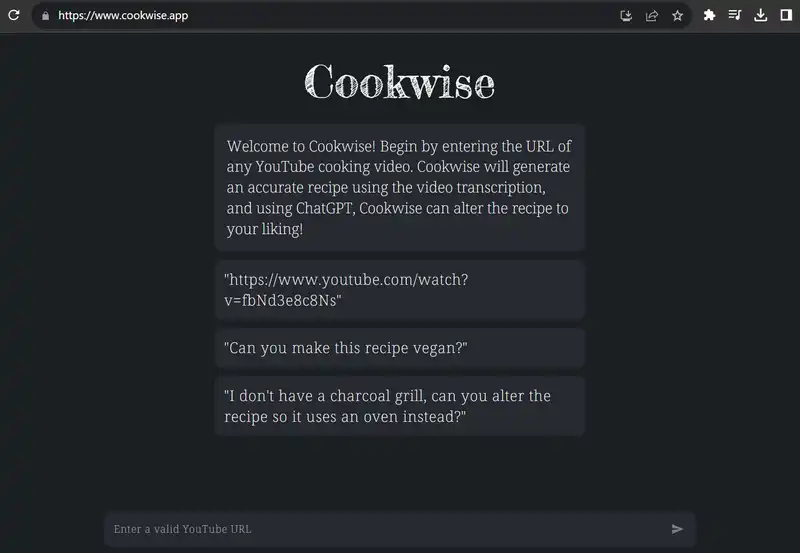 https://www.cookwise.app
Cookwise
Welcome to Cookwise! Begin by entering the URL of
any YouTube cooking video. Cookwise will generate
an accurate recipe using the video transcription,
and using ChatGPT, Cookwise can alter the recipe to
your liking!
"https://www.youtube.com/watch?
v=fbNd3e8c8Ns"
"Can you make this recipe vegan?"
"I don't have a charcoal grill, can you alter the
recipe so it uses an oven instead?"
Enter a valid YouTube URL